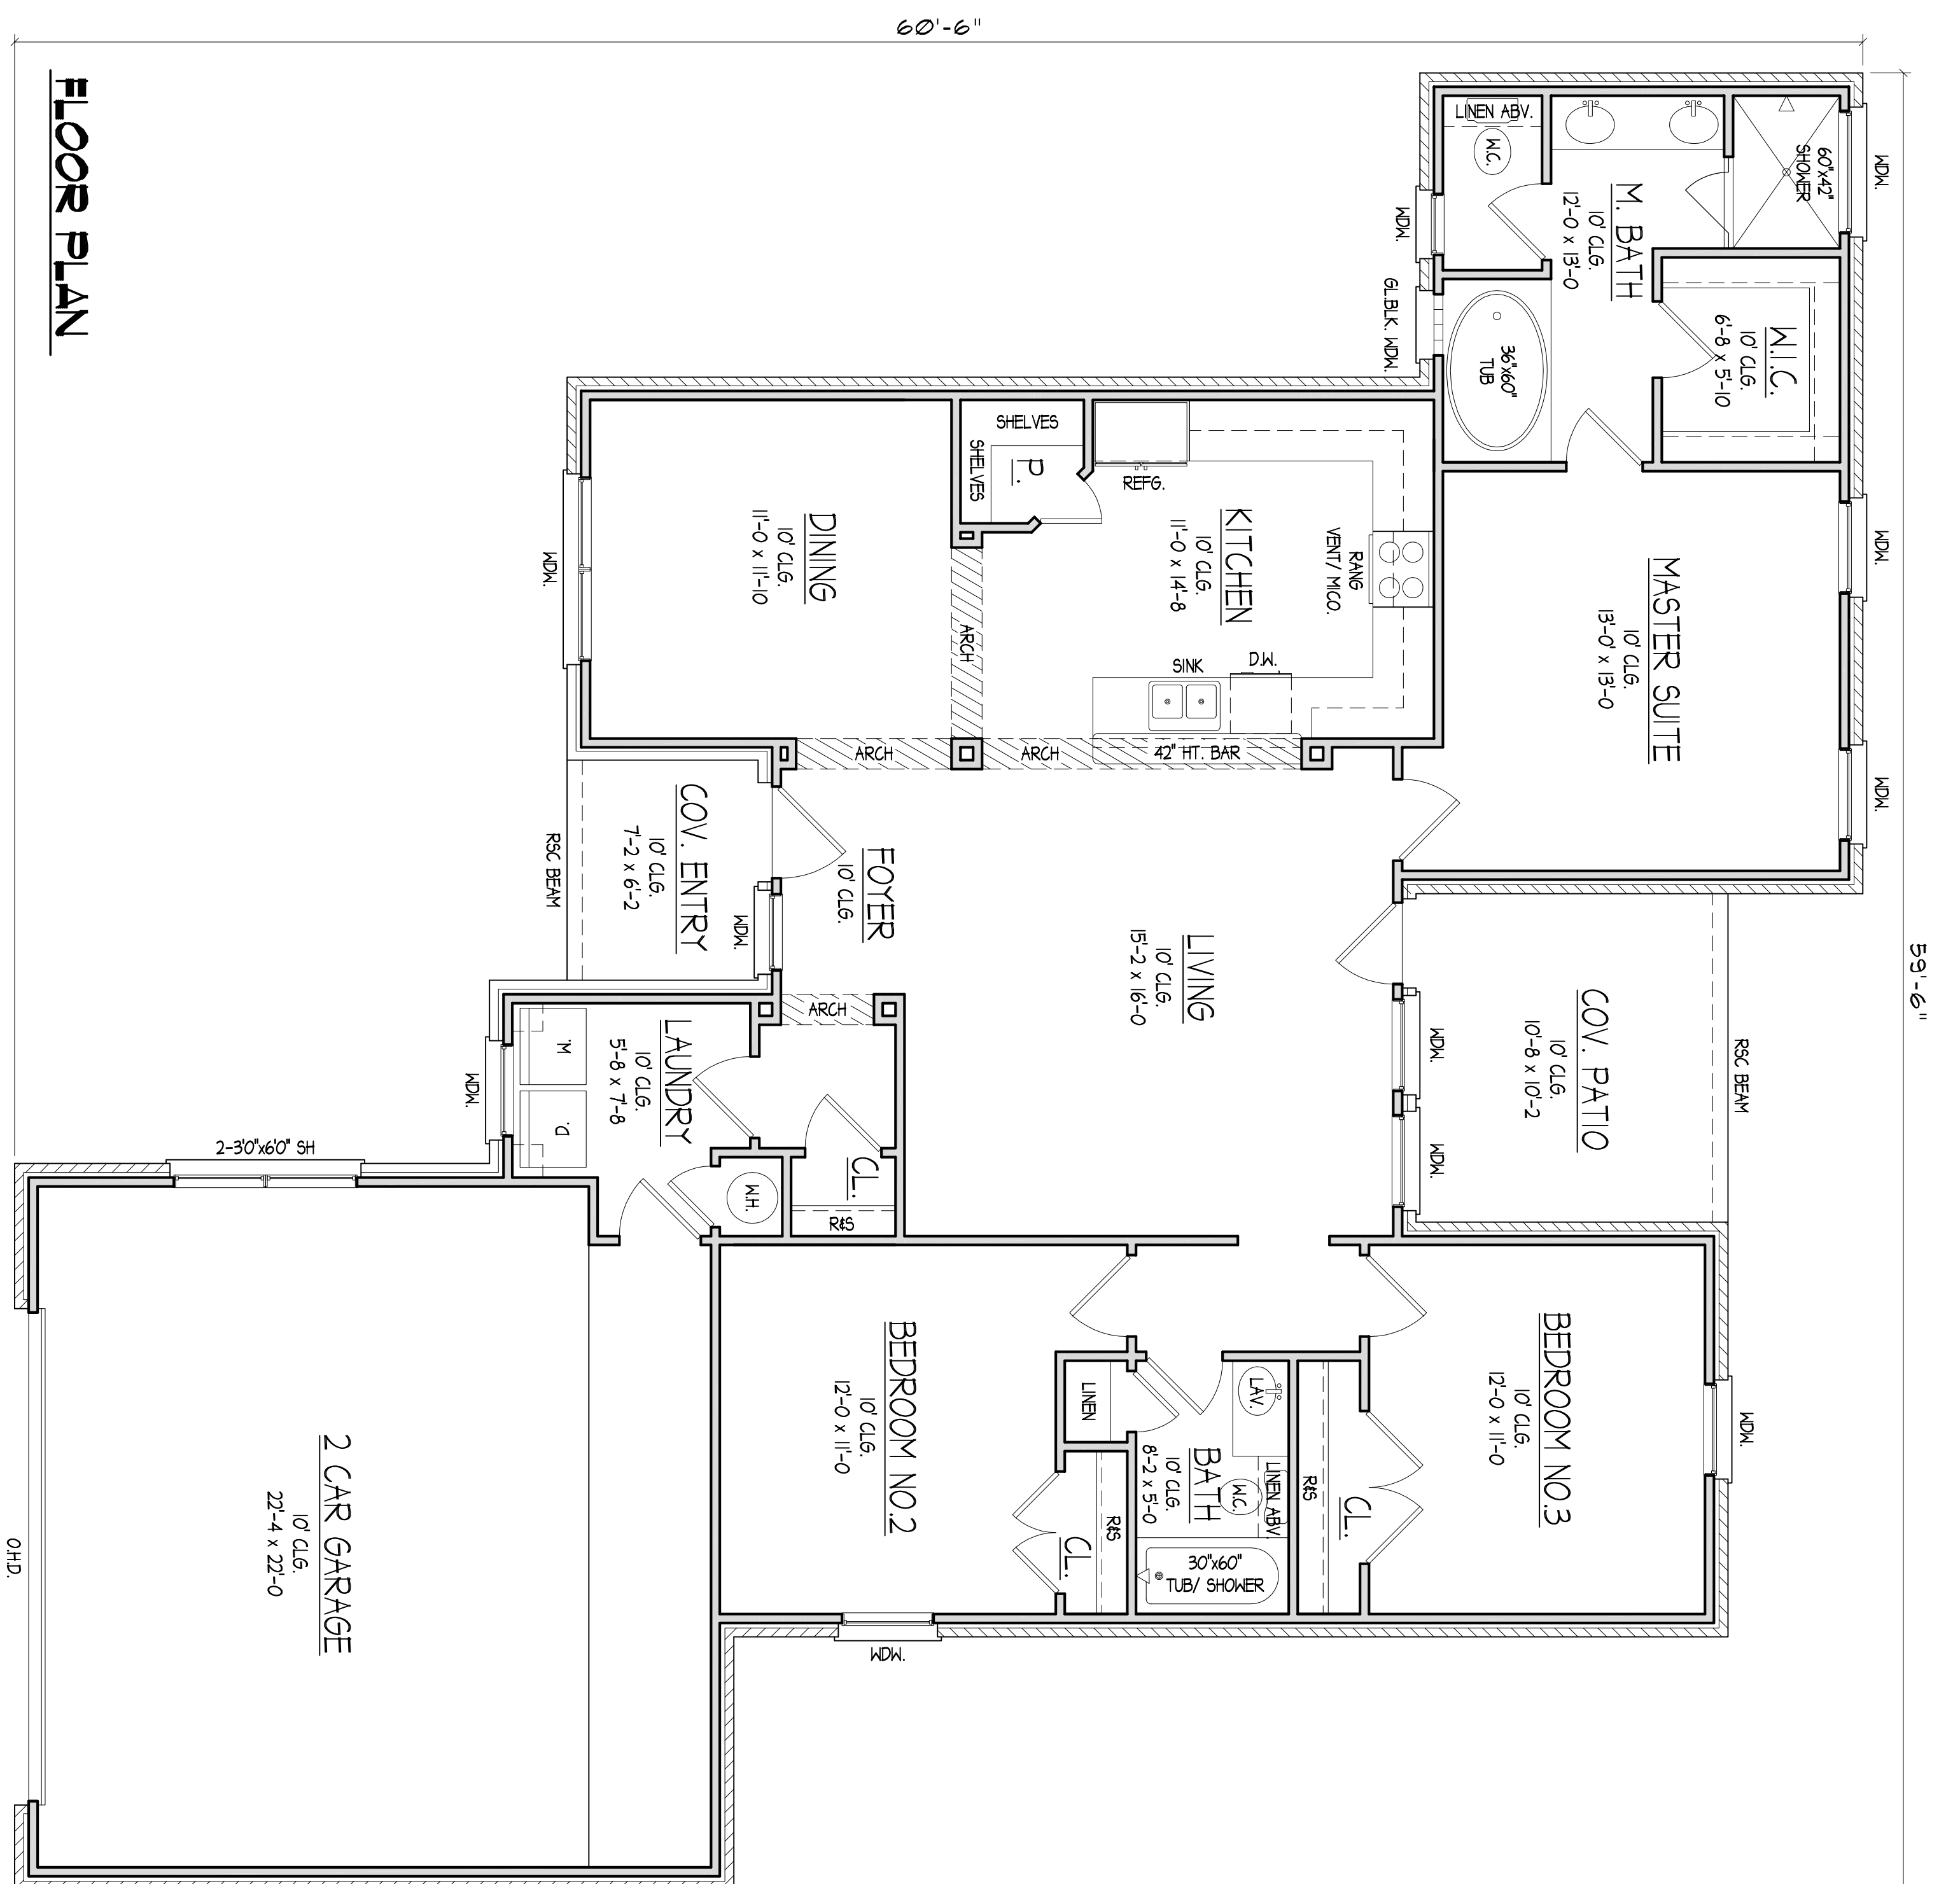 60'-6"
59'-6"
FLOOR PLAN
WDW.
60"x42"
SHOWER
LINEN ABV.
W.C.
M. BATH
10' CLG.
12'-0 x 13'-0
WDW.
GL.BLK. WDW.
36"x60"
TUB
W.I.C.
10' CLG.
6'-8 x 5'-10
WDW.
WDW.
MASTER SUITE
10' CLG.
13'-0' x 13'-0
SHELVES
SHELVES
P.
REFG.
KITCHEN
10' CLG.
11'-0 x 14'-8
RANG
VENT/ MICO.
SINK
D.W.
42" HT. BAR
ARCH
ARCH
ARCH
DINING
10' CLG.
11'-0 x 11'-10
WDW.
COV. ENTRY
10' CLG.
7'-2 x 6'-2
RSC BEAM
WDW.
FOYER
10' CLG.
LIVING
10' CLG.
15'-2 x 16'-0
COV. PATIO
10' CLG.
10'-8 x 10'-2
RSC BEAM
WDW.
WDW.
ARCH
LAUNDRY
10' CLG.
5'-8 x 7'-8
W.
D.
WDW.
CL.
R&S
W.H.
2-3'0"x6'0" SH
BEDROOM NO.3
10' CLG.
12'-0 x 11'-0
WDW.
CL.
R&S
LAV.
LINEN ABV.
W.C.
BATH
10' CLG.
8'-2 x 5'-0
30"x60"
TUB/ SHOWER
LINEN
R&S
CL.
BEDROOM NO.2
10' CLG.
12'-0 x 11'-0
WDW.
2 CAR GARAGE
10' CLG.
22'-4 x 22'-0
O.H.D.